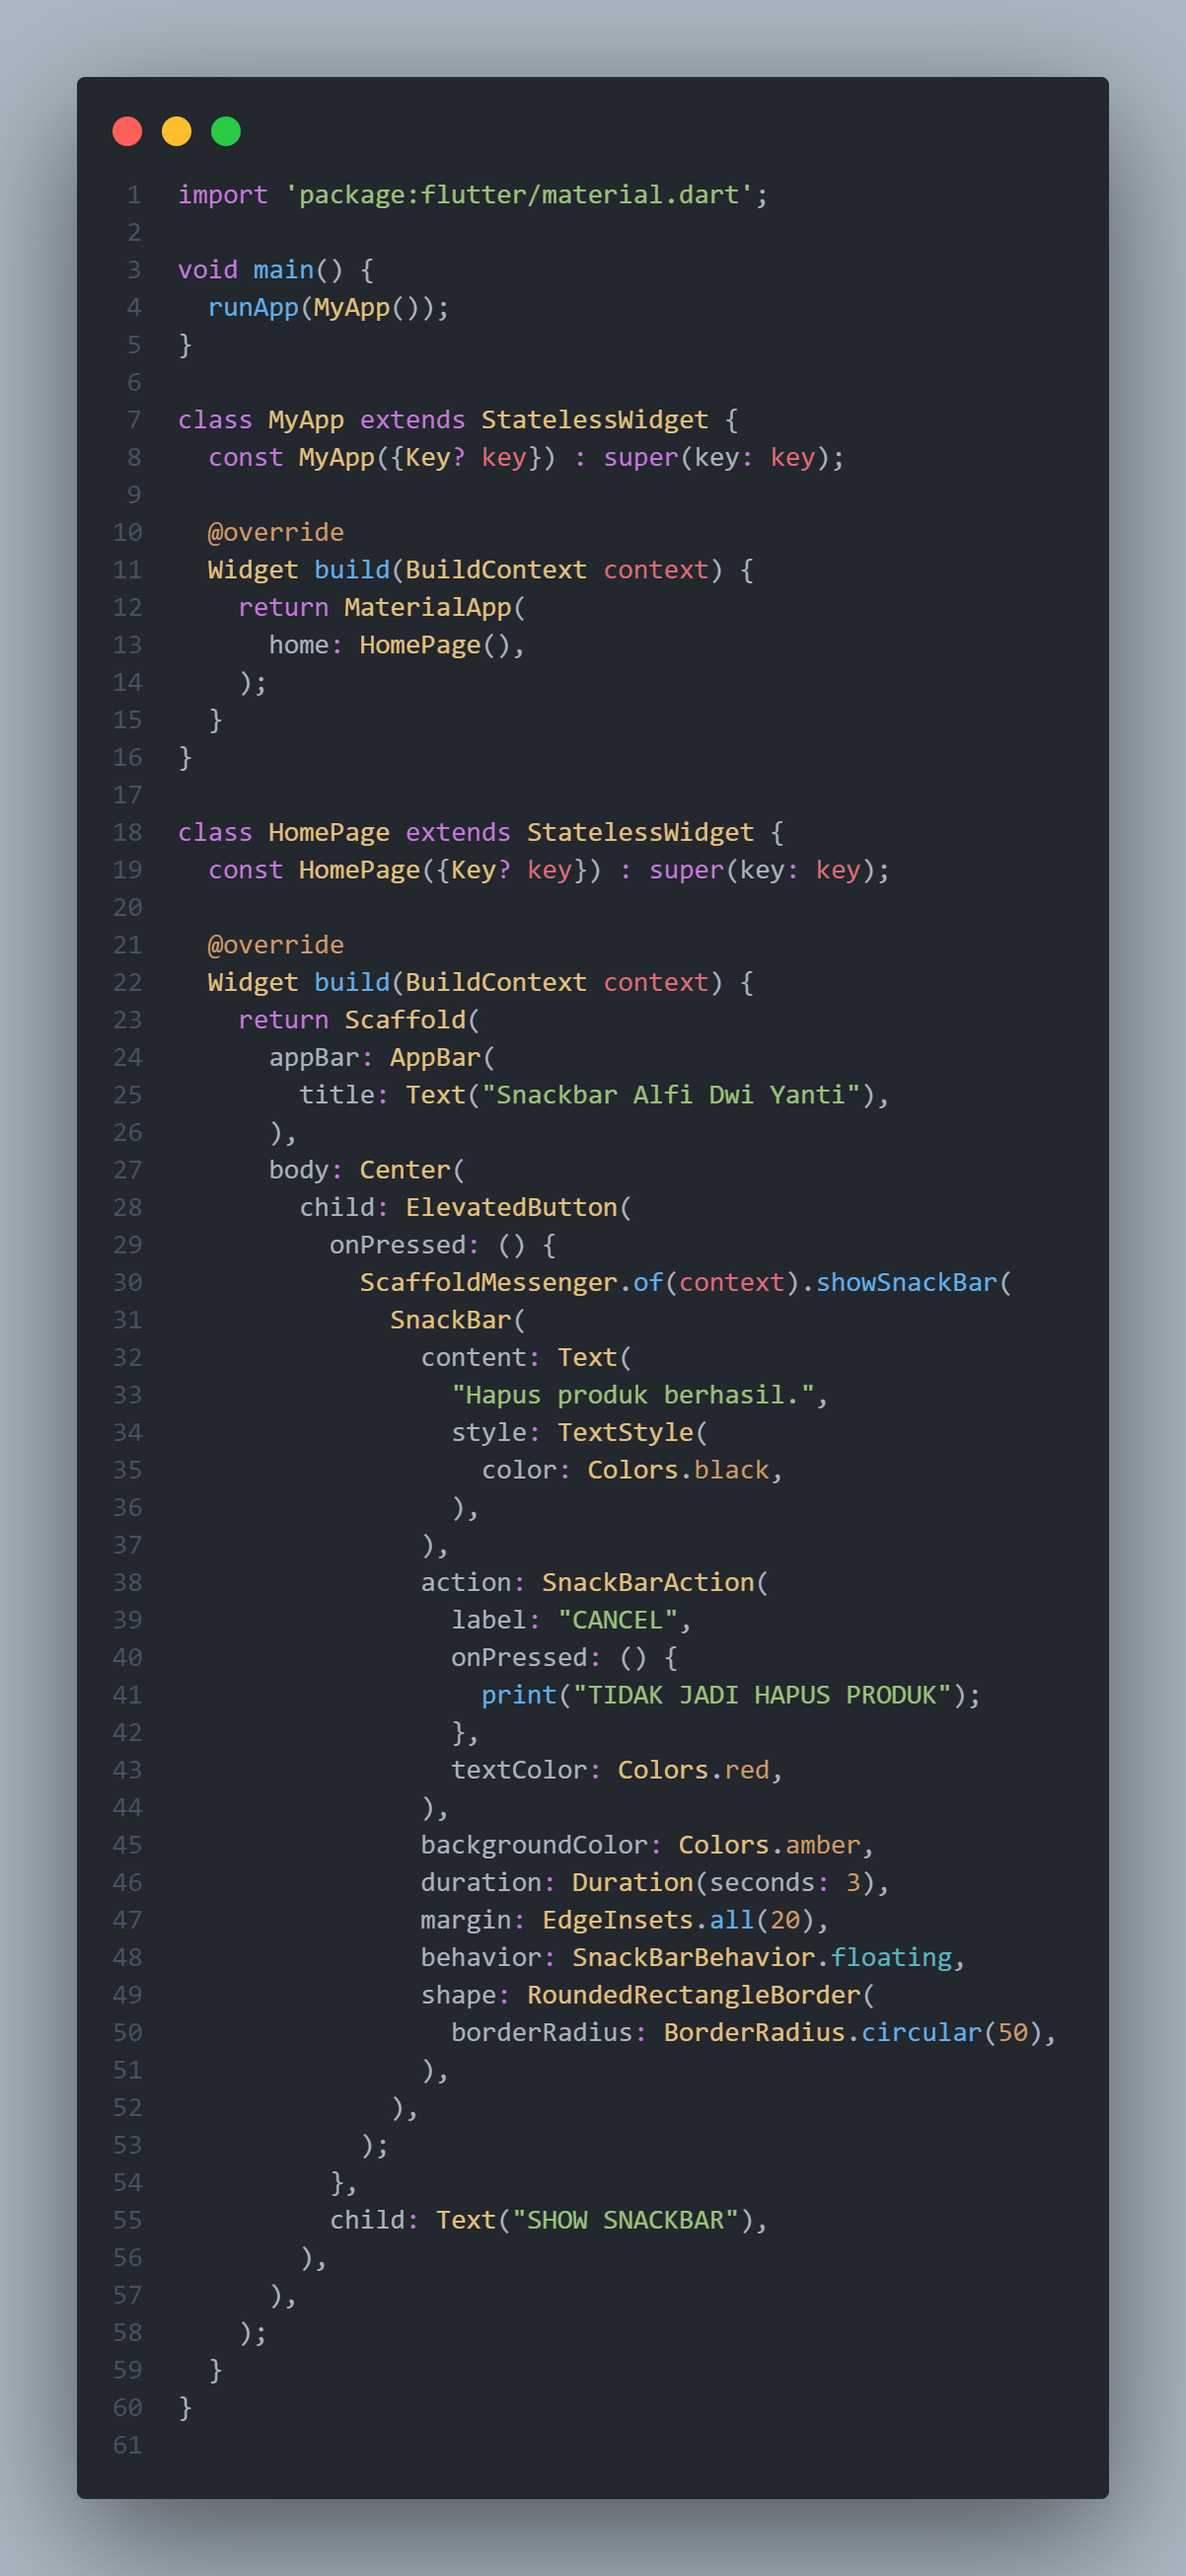 1 import 'package:flutter/material.dart';
2
3 void main() {
4   runApp(MyApp());
5 }
6
7 class MyApp extends StatelessWidget {
8   const MyApp({Key? key}) : super(key: key);
9
10   @override
11   Widget build(BuildContext context) {
12     return MaterialApp(
13       home: HomePage(),
14     );
15   }
16 }
17
18 class HomePage extends StatelessWidget {
19   const HomePage({Key? key}) : super(key: key);
20
21   @override
22   Widget build(BuildContext context) {
23     return Scaffold(
24       appBar: AppBar(
25         title: Text("Snackbar Alfi Dwi Yanti"),
26       ),
27       body: Center(
28         child: ElevatedButton(
29           onPressed: () {
30             ScaffoldMessenger.of(context).showSnackBar(
31               SnackBar(
32                 content: Text(
33                   "Hapus produk berhasil.",
34                   style: TextStyle(
35                     color: Colors.black,
36                   ),
37                 ),
38                 action: SnackBarAction(
39                   label: "CANCEL",
40                   onPressed: () {
41                     print("TIDAK JADI HAPUS PRODUK");
42                   },
43                   textColor: Colors.red,
44                 ),
45                 backgroundColor: Colors.amber,
46                 duration: Duration(seconds: 3),
47                 margin: EdgeInsets.all(20),
48                 behavior: SnackBarBehavior.floating,
49                 shape: RoundedRectangleBorder(
50                   borderRadius: BorderRadius.circular(50),
51                 ),
52               ),
53             );
54           },
55           child: Text("SHOW SNACKBAR"),
56         ),
57       ),
58     );
59   }
60 }
61